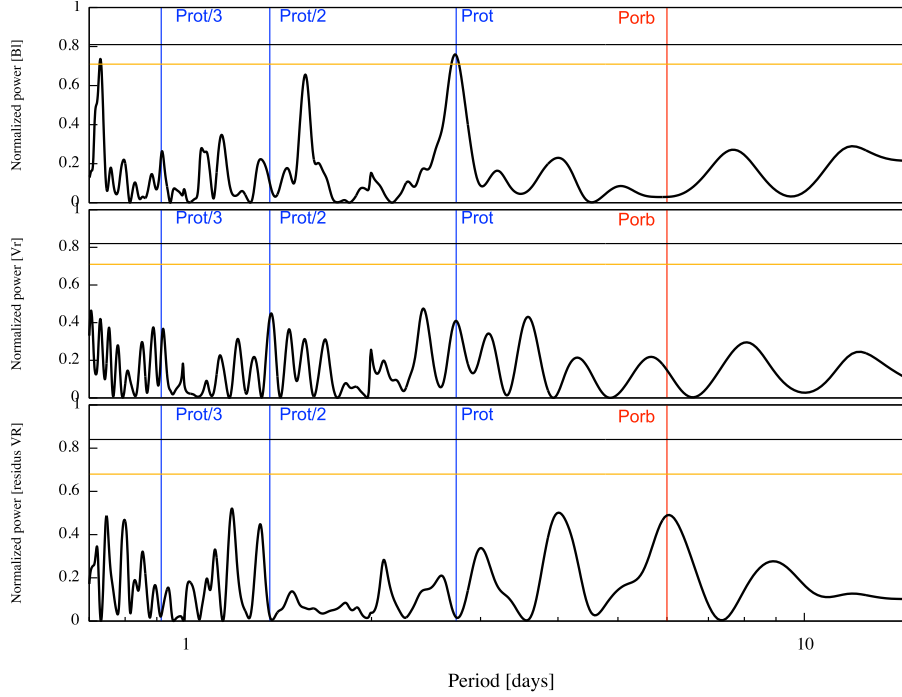 1
Prot/3
Prot/2
Prot
Porb
0.8
0.6
0.4
0.2
0
Normalized power [Bl]
1
Prot/3
Prot/2
Prot
Porb
0.8
0.6
0.4
0.2
0
Normalized power [Vr]
1
Prot/3
Prot/2
Prot
Porb
0.8
0.6
0.4
0.2
0
Normalized power [residus VR]
1
10
Period [days]